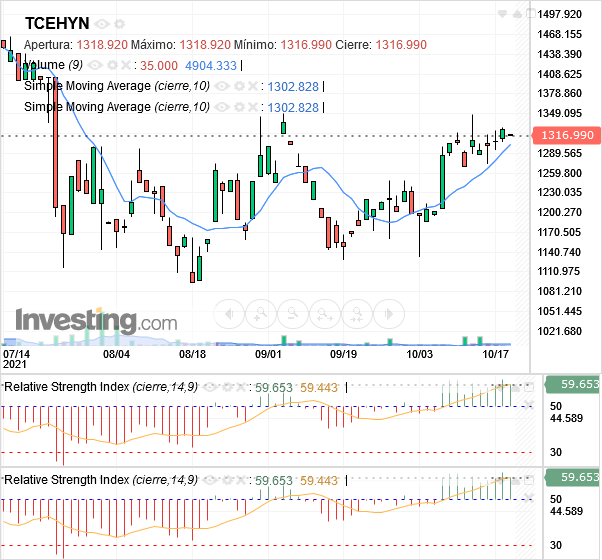 TCEHYN
Apertura: 1318.920 Máximo: 1318.920 Mínimo: 1316.990 Cierre: 1316.990
Volume (9) : 35.000 4904.333 |
Simple Moving Average (cierre,10) : 1302.828 |
Simple Moving Average (cierre,10) : 1302.828 |
1497.920
1468.155
1438.390
1408.625
1378.860
1349.095
1316.990
1289.565
1259.800
1230.035
1200.270
1170.505
1140.740
1110.975
1081.210
1051.445
1021.680
Investing.com
07/14 08/04 08/18 09/01 09/19 10/03 10/17
2021
Relative Strength Index (cierre,14,9) : 59.653 59.443 |
59.653
50
44.589
30
Relative Strength Index (cierre,14,9) : 59.653 59.443 |
59.653
50
44.589
30